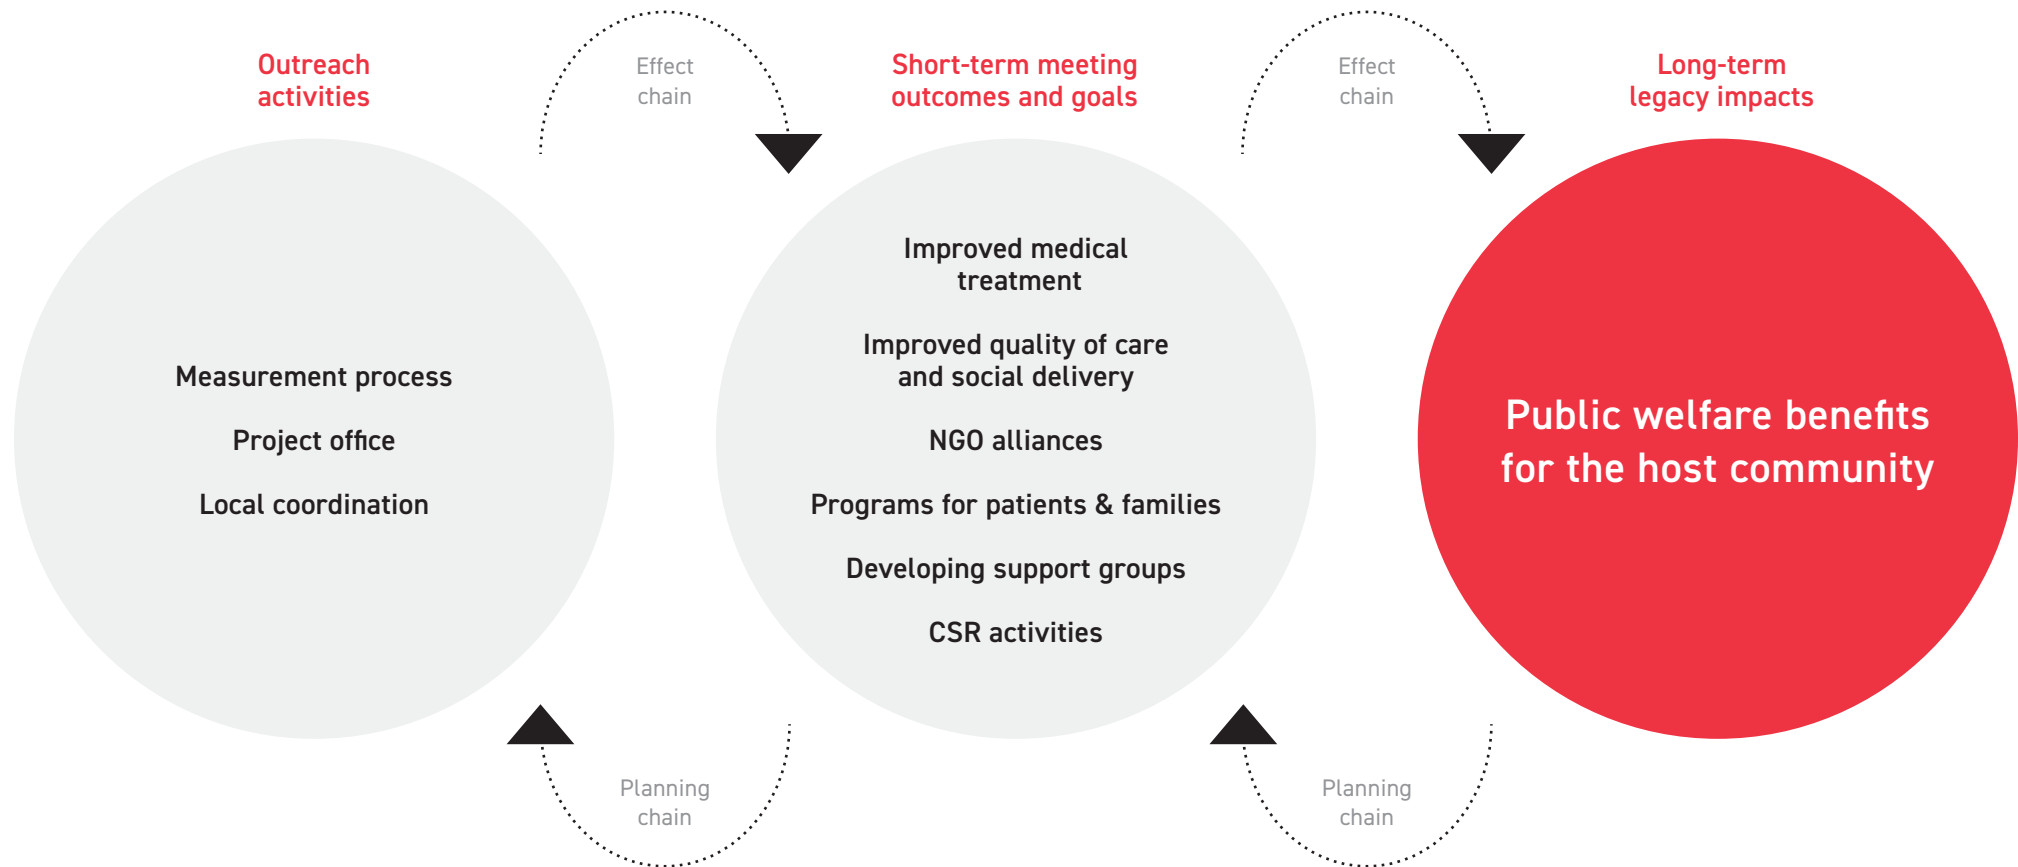 Outreach
activities
Effect
chain
Short-term meeting
outcomes and goals
Effect
chain
Long-term
legacy impacts
Measurement process
Project office
Local coordination
Improved medical
treatment
Improved quality of care
and social delivery
NGO alliances
Programs for patients & families
Developing support groups
CSR activities
Public welfare benefits
for the host community
Planning
chain
Planning
chain